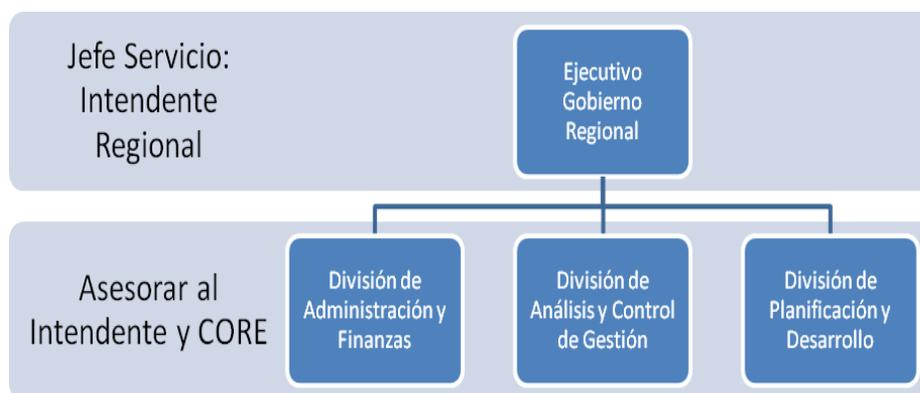 Jefe Servicio:
Intendente
Regional
Ejecutivo
Gobierno
Regional
Asesorar al
Intendente y CORE
División de
Administración y
Finanzas
División de
Análisis y Control
de Gestión
División de
Planificación y
Desarrollo